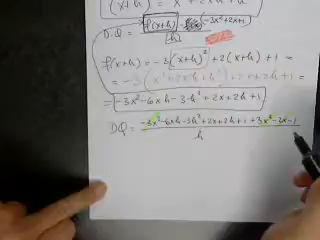 (x+h) = x² + 2xh + h²
D.Q = f(x+h) - (-3x²+2x+1) / h
f(x+h) = -3(x+h)² + 2(x+h) + 1 =
= -3(x²+2xh+h²)+2x+2h+1 =
= -3x²-6xh-3h²+2x+2h+1
DQ = -3x²-6xh-3h²+2x+2h+1+3x²-2x-1 / h